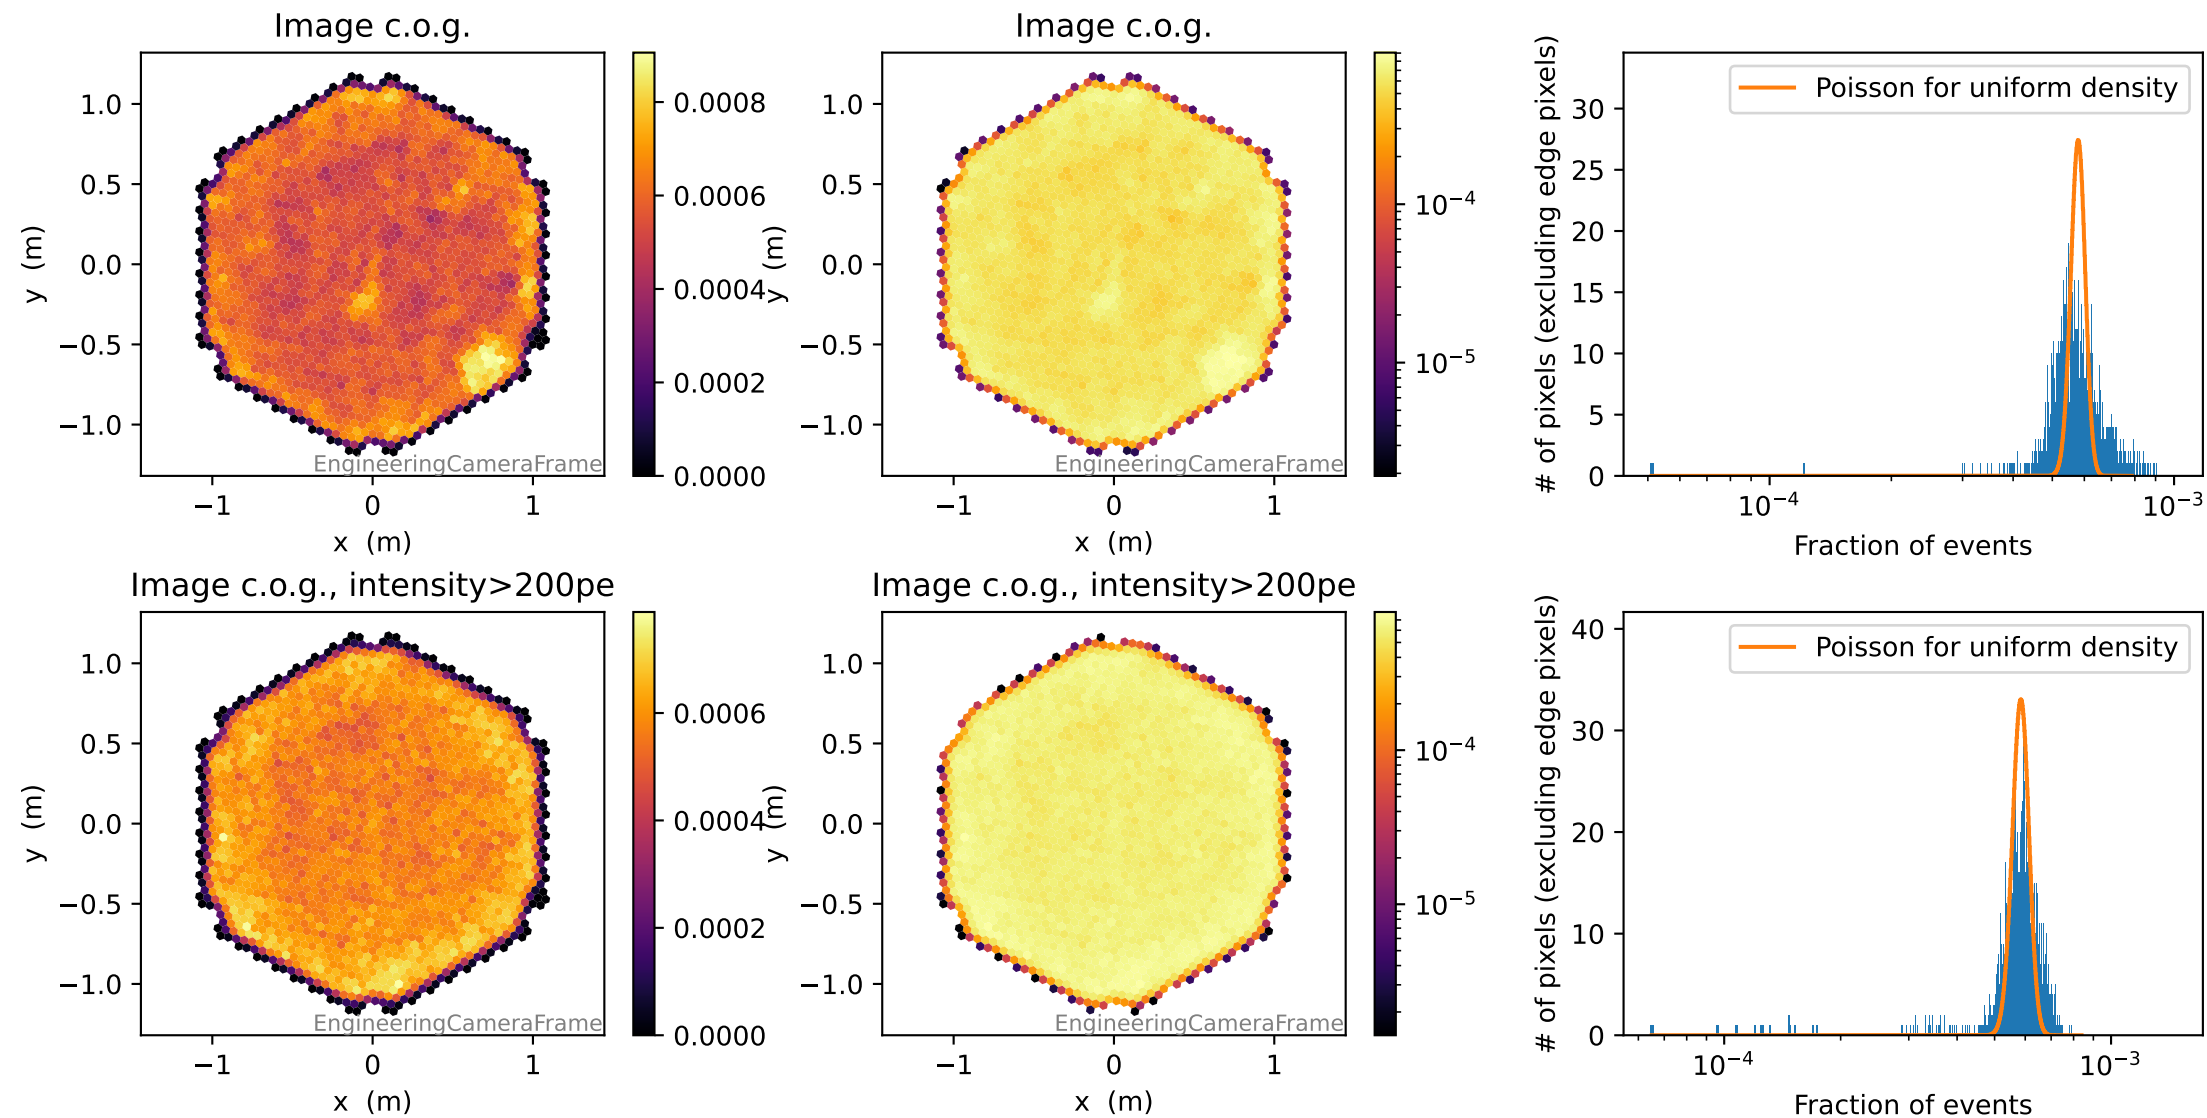 Image c.o.g.
y (m)
1.0
0.5
0.0
−0.5
−1.0
−1
0
1
x (m)
EngineeringCameraFrame
0.0008
0.0006
0.0004
0.0002
0.0000
Image c.o.g.
y (m)
1.0
0.5
0.0
−0.5
−1.0
−1
0
1
x (m)
EngineeringCameraFrame
10⁻⁴
10⁻⁵
# of pixels (excluding edge pixels)
30
25
20
15
10
5
0
Poisson for uniform density
10⁻⁴
10⁻³
Fraction of events
Image c.o.g., intensity>200pe
y (m)
1.0
0.5
0.0
−0.5
−1.0
−1
0
1
x (m)
EngineeringCameraFrame
0.0006
0.0004
0.0002
0.0000
Image c.o.g., intensity>200pe
y (m)
1.0
0.5
0.0
−0.5
−1.0
−1
0
1
x (m)
EngineeringCameraFrame
10⁻⁴
10⁻⁵
# of pixels (excluding edge pixels)
40
30
20
10
0
Poisson for uniform density
10⁻⁴
10⁻³
Fraction of events